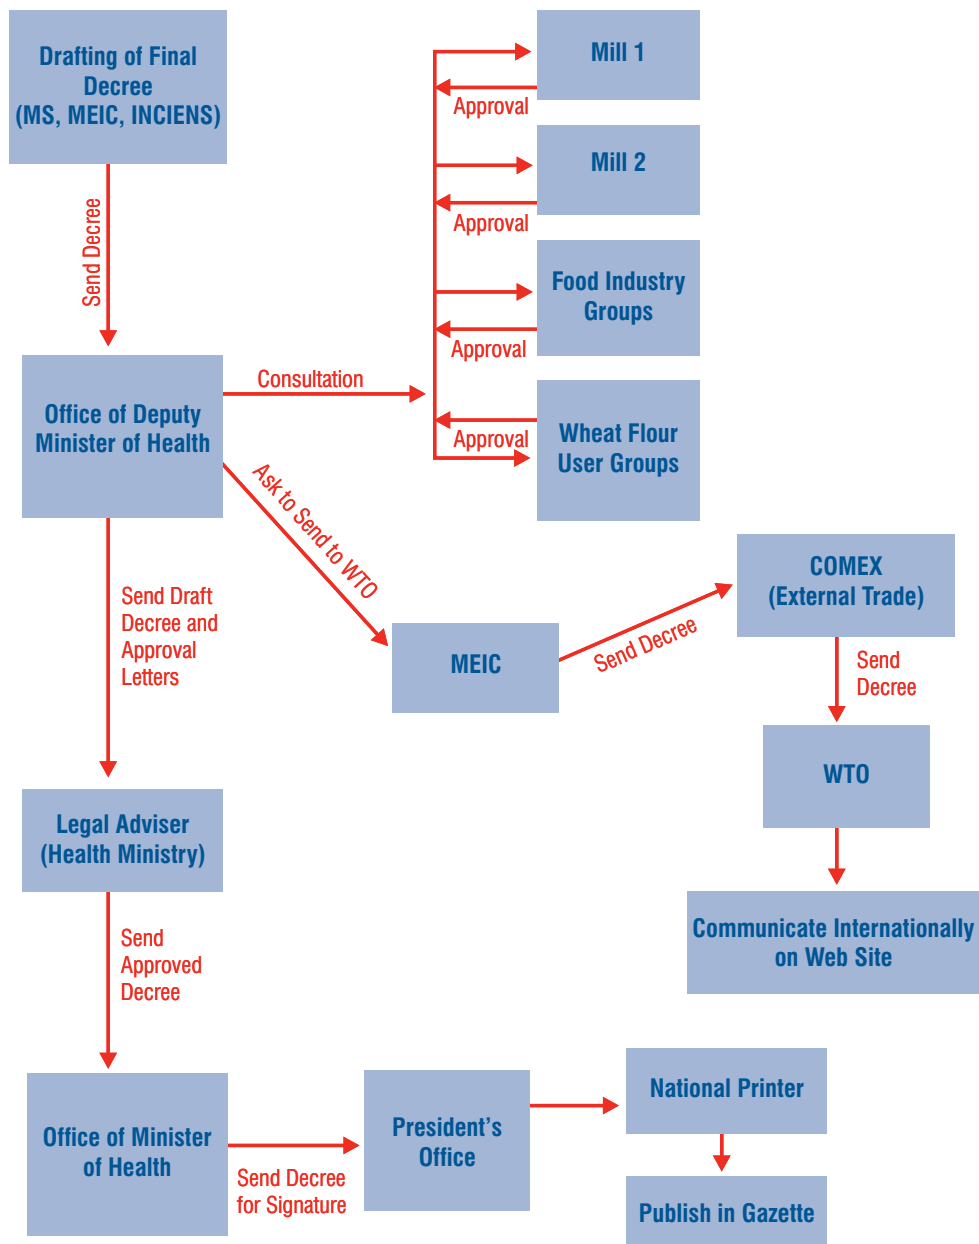 Drafting of Final
Decree
(MS, MEIC, INCIENS)
Send Decree
Mill 1
Approval
Mill 2
Approval
Food Industry
Groups
Approval
Wheat Flour
User Groups
Approval
Office of Deputy
Minister of Health
Consultation
Ask to Send to WTO
MEIC
Send Decree
COMEX
(External Trade)
Send
Decree
WTO
Communicate Internationally
on Web Site
Send Draft
Decree and
Approval
Letters
Legal Adviser
(Health Ministry)
Send
Approved
Decree
Office of Minister
of Health
Send Decree
for Signature
President’s
Office
National Printer
Publish in Gazette